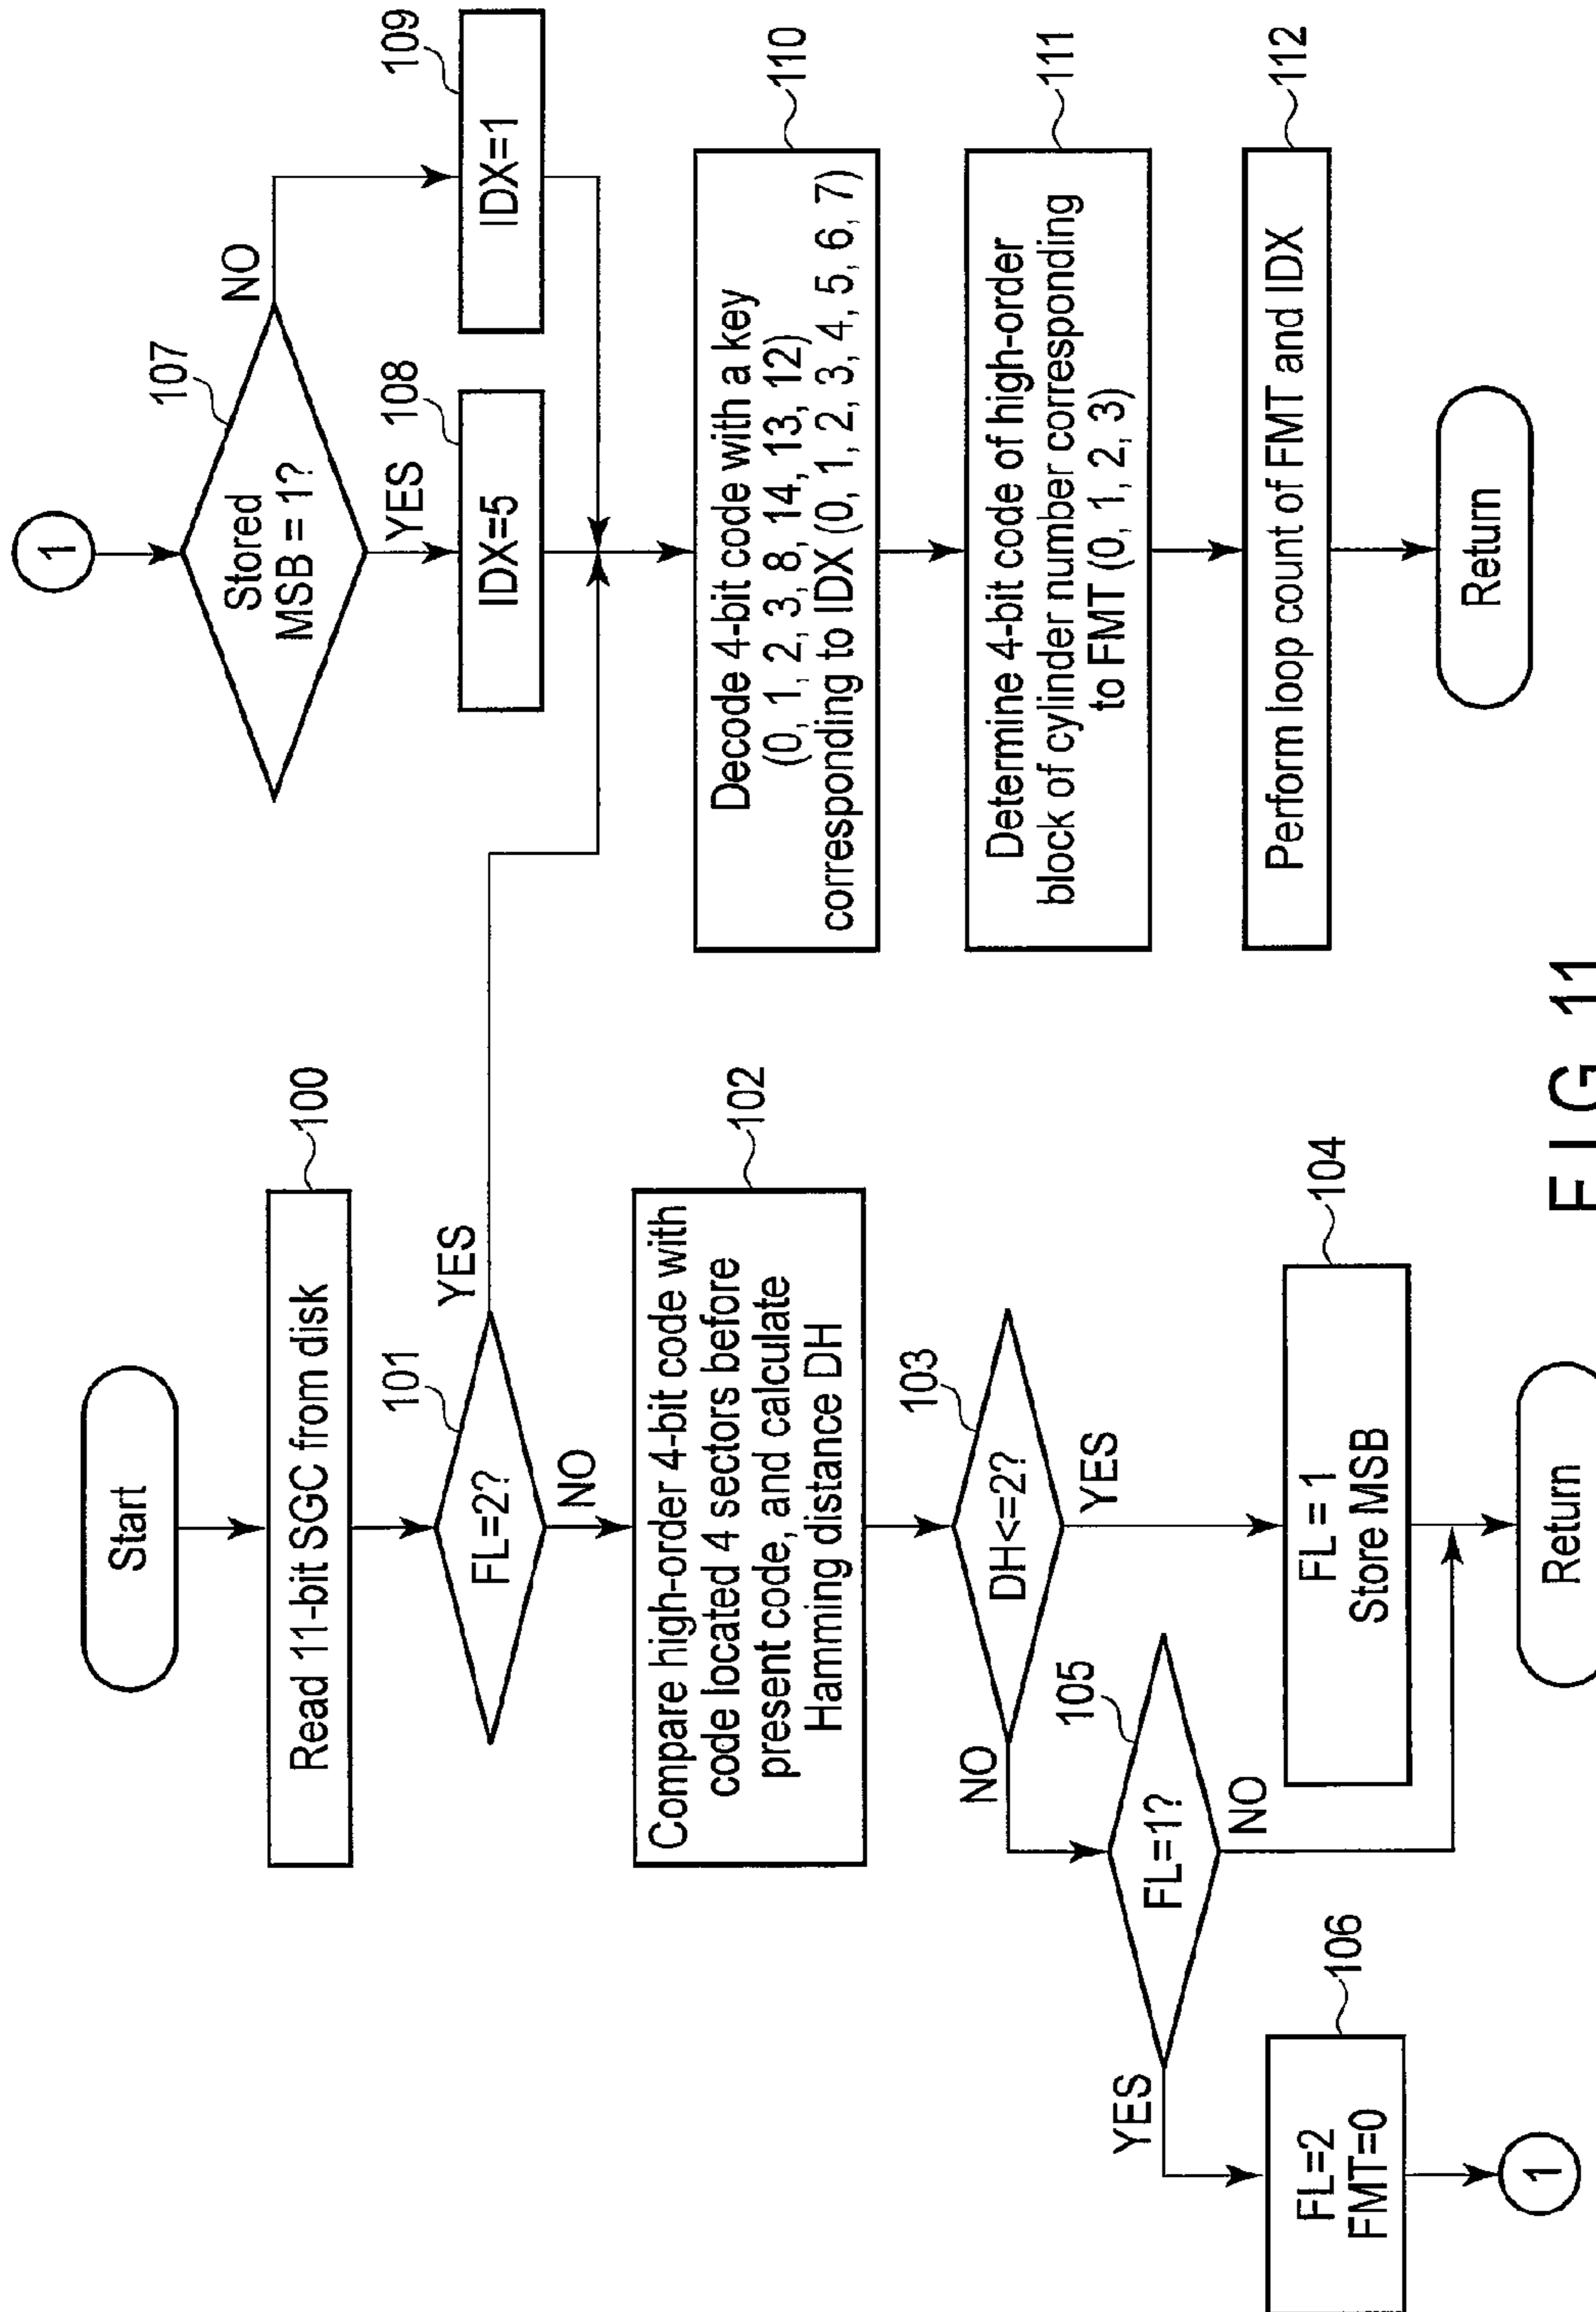 Start
Read 11-bit SGC from disk
100
FL=2?
101
YES
NO
Compare high-order 4-bit code with
code located 4 sectors before
present code, and calculate
Hamming distance DH
102
DH<=2?
103
NO
YES
FL=1?
105
YES
NO
FL= 1
Store MSB
104
FL=2
FMT=0
106
1
Return
1
Stored
MSB = 1?
107
NO
YES
IDX=5
108
IDX=1
109
Decode 4-bit code with a key
(0, 1, 2, 3, 8, 14, 13, 12)
corresponding to IDX (0, 1, 2, 3, 4, 5, 6, 7)
110
Determine 4-bit code of high-order
block of cylinder number corresponding
to FMT (0, 1, 2, 3)
111
Perform loop count of FMT and IDX
112
Return
FIG 11